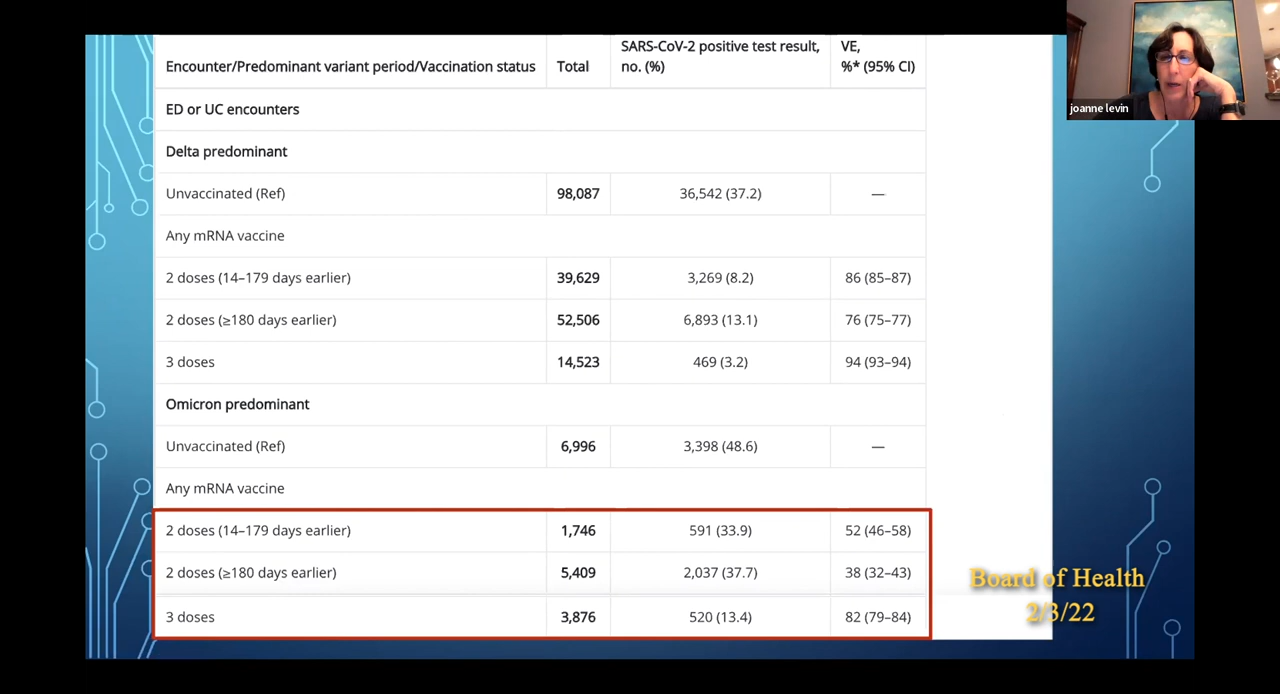 joanne levin
SARS-CoV-2 positive test result, VE,
Encounter/Predominant variant period/Vaccination status Total no. (%) %* (95% CI)
ED or UC encounters
Delta predominant
Unvaccinated (Ref) 98,087 36,542 (37.2) —
Any mRNA vaccine
2 doses (14–179 days earlier) 39,629 3,269 (8.2) 86 (85–87)
2 doses (≥180 days earlier) 52,506 6,893 (13.1) 76 (75–77)
3 doses 14,523 469 (3.2) 94 (93–94)
Omicron predominant
Unvaccinated (Ref) 6,996 3,398 (48.6) —
Any mRNA vaccine
2 doses (14–179 days earlier) 1,746 591 (33.9) 52 (46–58)
2 doses (≥180 days earlier) 5,409 2,037 (37.7) 38 (32–43)
3 doses 3,876 520 (13.4) 82 (79–84)
Board of Health
2/3/22